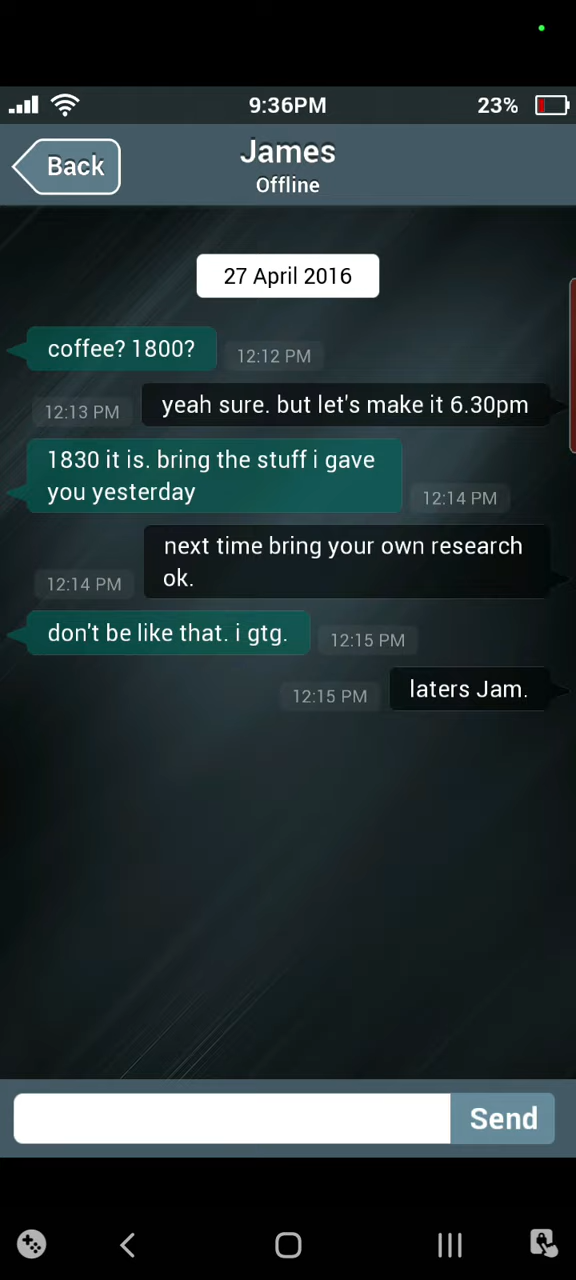 9:36PM
23%
Back
James
Offline
27 April 2016
coffee? 1800?
12:12 PM
12:13 PM
yeah sure. but let's make it 6.30pm
1830 it is. bring the stuff i gave
you yesterday
12:14 PM
next time bring your own research
ok.
12:14 PM
don't be like that. i gtg.
12:15 PM
12:15 PM
laters Jam.
Send